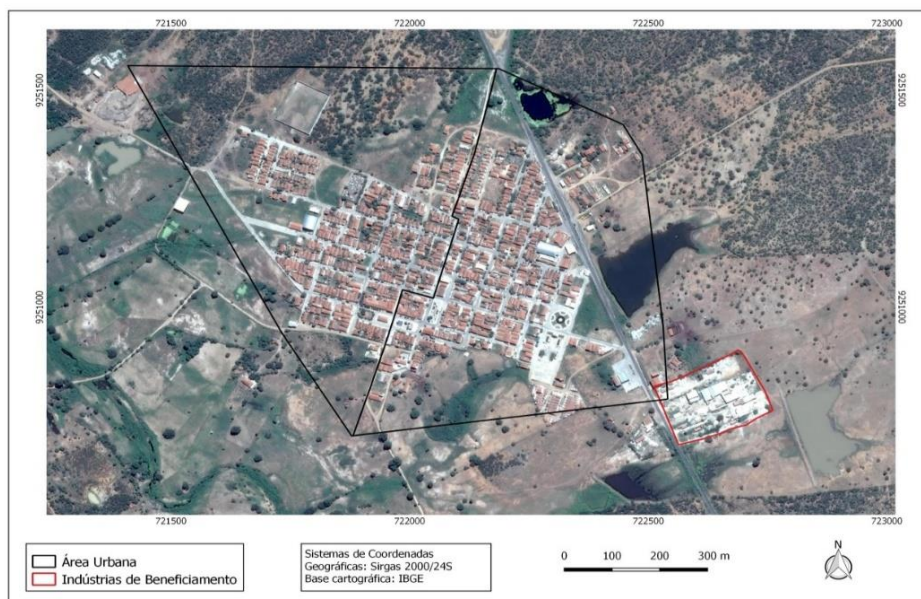 721500 722000 722500 723000
9251500 9251500
9251000 9251000
721500 722000 722500 723000
Área Urbana
Indústrias de Beneficiamento
Sistemas de Coordenadas
Geográficas: Sirgas 2000/24S
Base cartográfica: IBGE
0 100 200 300 m
N